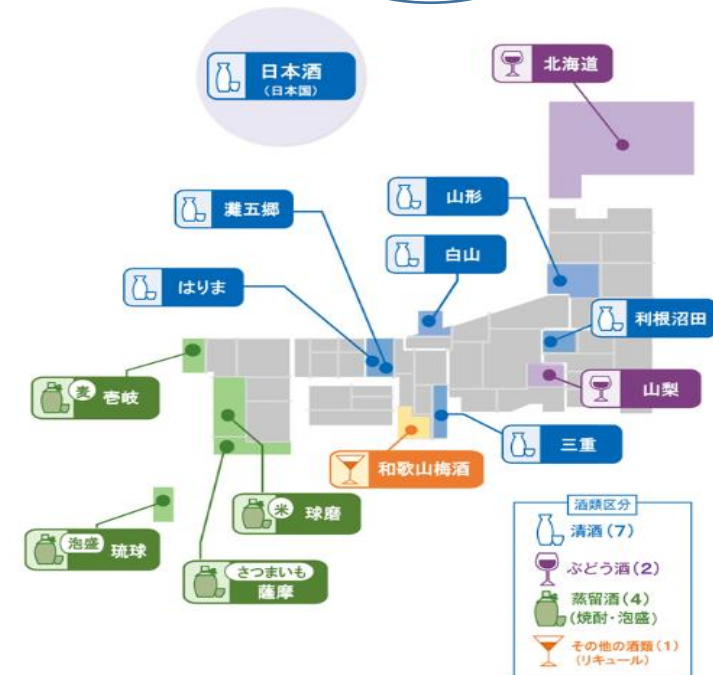 日本酒
(日本国)
北海道
灘五郷
山形
白山
はりま
利根沼田
麦 壱岐
山梨
三重
和歌山梅酒
米 球磨
泡盛 琉球
さつまいも
薩摩
酒類区分
清酒(7)
ぶどう酒(2)
蒸留酒(4)
(焼酎・泡盛)
その他の酒類(1)
(リキュール)